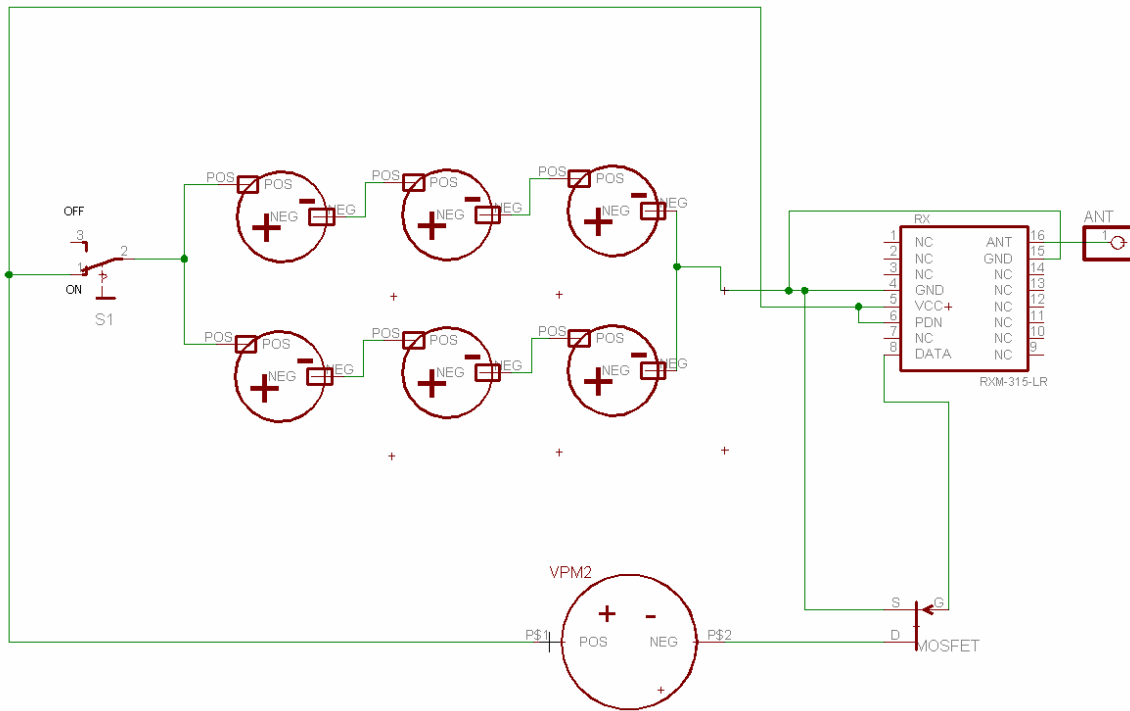 OFF
3
2
1
ON
S1
POS
POS
NEG
NEG
POS
POS
NEG
NEG
POS
POS
NEG
NEG
POS
POS
NEG
NEG
POS
POS
NEG
NEG
POS
POS
NEG
NEG
RX
ANT
1
1 NC ANT 16
2 NC GND 15
3 NC NC 14
4 GND NC 13
5 VCC+ NC 12
6 PDN NC 11
7 NC NC 10
8 DATA NC 9
RXM-315-LR
VPM2
P$1
POS
NEG
P$2
S
G
D
MOSFET